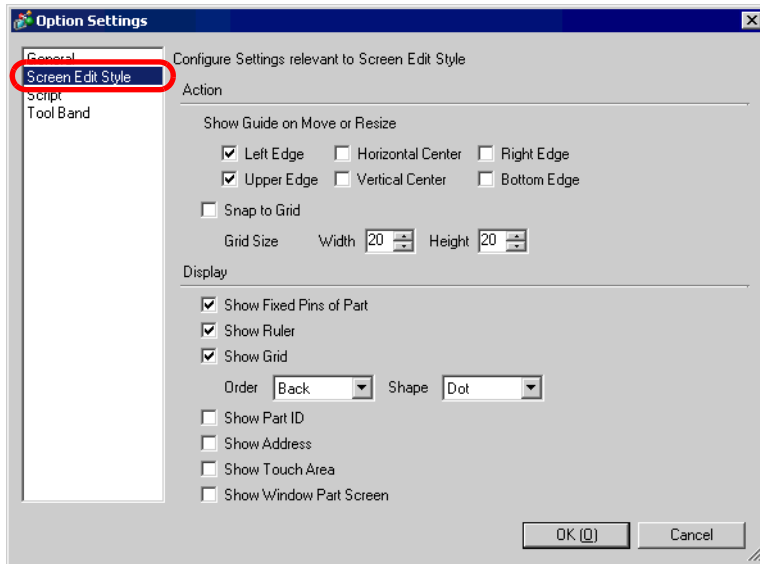 Option Settings
General
Screen Edit Style
Script
Tool Band
Configure Settings relevant to Screen Edit Style
Action
Show Guide on Move or Resize
Left Edge Horizontal Center Right Edge
Upper Edge Vertical Center Bottom Edge
Snap to Grid
Grid Size Width 20 Height 20
Display
Show Fixed Pins of Part
Show Ruler
Show Grid
Order Back Shape Dot
Show Part ID
Show Address
Show Touch Area
Show Window Part Screen
OK (O) Cancel